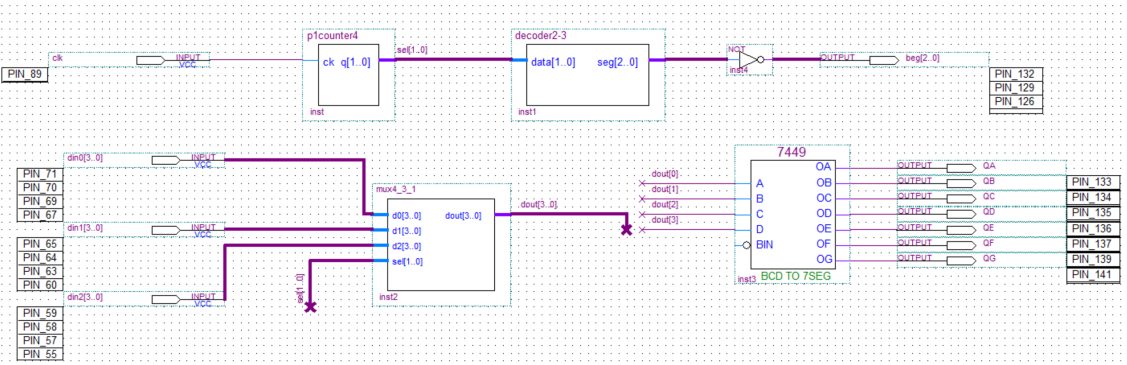 p1counter4
decoder2-3
clk
INPUT
VCC
sel[1..0]
NOT
OUTPUT
beg[2..0]
ck q[1..0]
data[1..0] seg[2..0]
PIN_89
inst4
PIN_132
PIN_129
PIN_126
inst
inst1
din0[3..0]
INPUT
VCC
PIN_71
PIN_70
PIN_69
PIN_67
din1[3..0]
INPUT
VCC
PIN_65
PIN_64
PIN_63
PIN_60
din2[3..0]
INPUT
VCC
PIN_59
PIN_58
PIN_57
PIN_55
mux4_3_1
d0[3..0] dout[3..0]
d1[3..0]
d2[3..0]
sel[1..0]
inst2
sel[1..0]
dout[3..0]
dout[0]
dout[1]
dout[2]
dout[3]
7449
A
B
C
D
BIN
OA
OB
OC
OD
OE
OF
OG
inst3
BCD TO 7SEG
OUTPUT QA
OUTPUT QB
OUTPUT QC
OUTPUT QD
OUTPUT QE
OUTPUT QF
OUTPUT QG
PIN_133
PIN_134
PIN_135
PIN_136
PIN_137
PIN_139
PIN_141